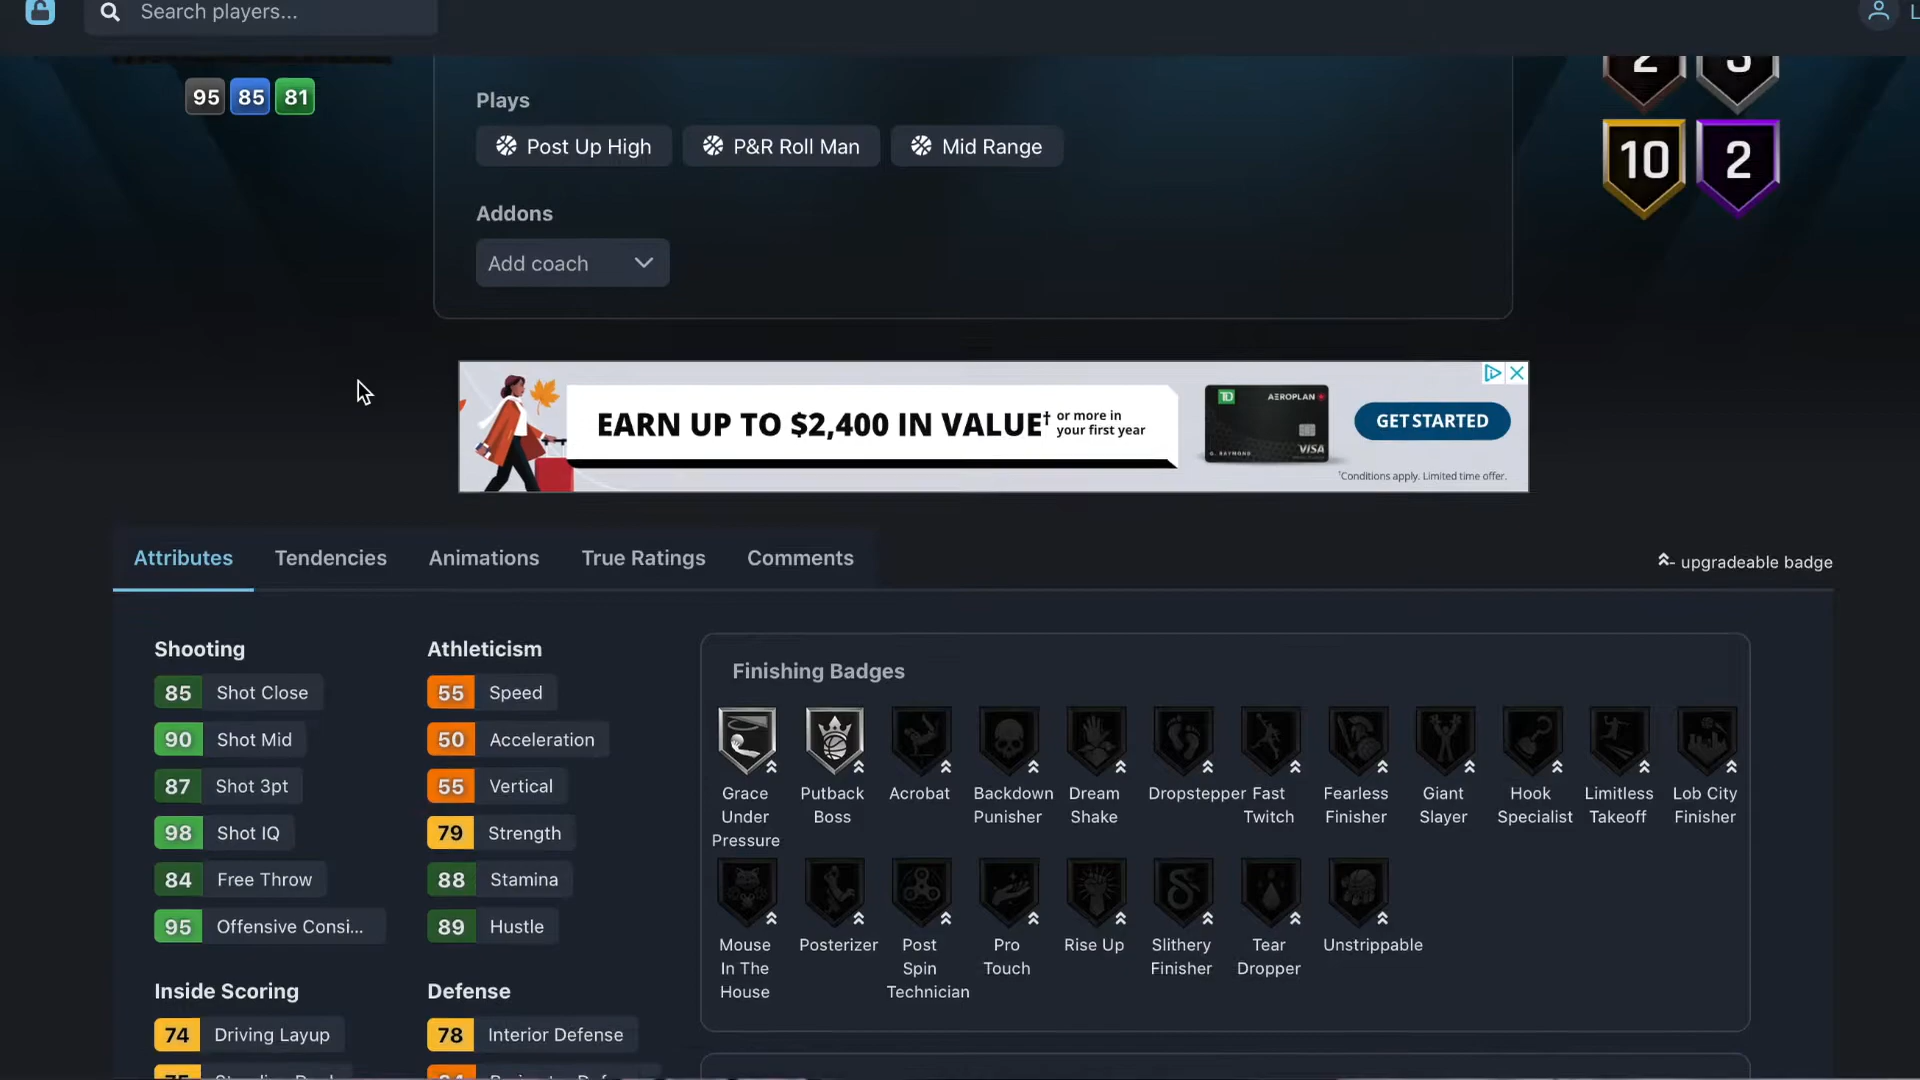 Search players...
L
95 85 81
Plays
Post Up High P&R Roll Man Mid Range
Addons
Add coach
2 3
10 2
EARN UP TO $2,400 IN VALUE† or more in
your first year
TD AEROPLAN
VISA
GET STARTED
†Conditions apply. Limited time offer.
Attributes Tendencies Animations True Ratings Comments
- upgradeable badge
Shooting
85 Shot Close
90 Shot Mid
87 Shot 3pt
98 Shot IQ
84 Free Throw
95 Offensive Consi...
Inside Scoring
74 Driving Layup
Athleticism
55 Speed
50 Acceleration
55 Vertical
79 Strength
88 Stamina
89 Hustle
Defense
78 Interior Defense
Finishing Badges
Grace
Under
Pressure
Putback
Boss
Acrobat
Backdown
Punisher
Dream
Shake
Dropstepper
Fast
Twitch
Fearless
Finisher
Giant
Slayer
Hook
Specialist
Limitless
Takeoff
Lob City
Finisher
Mouse
In The
House
Posterizer
Post
Spin
Technician
Pro
Touch
Rise Up
Slithery
Finisher
Tear
Dropper
Unstrippable